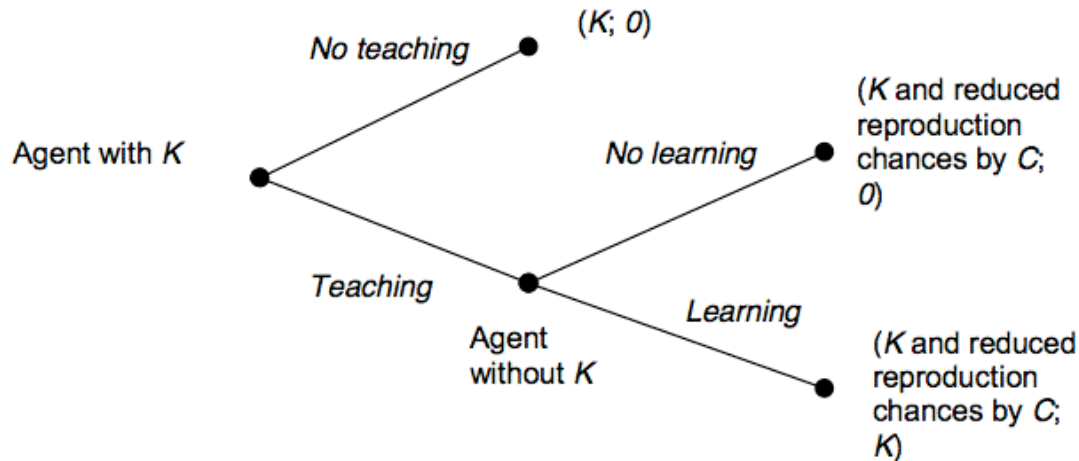 (K; 0)
No teaching
(K and reduced
reproduction
chances by C;
0)
Agent with K
No learning
Teaching
Learning
Agent
without K
(K and reduced
reproduction
chances by C;
K)